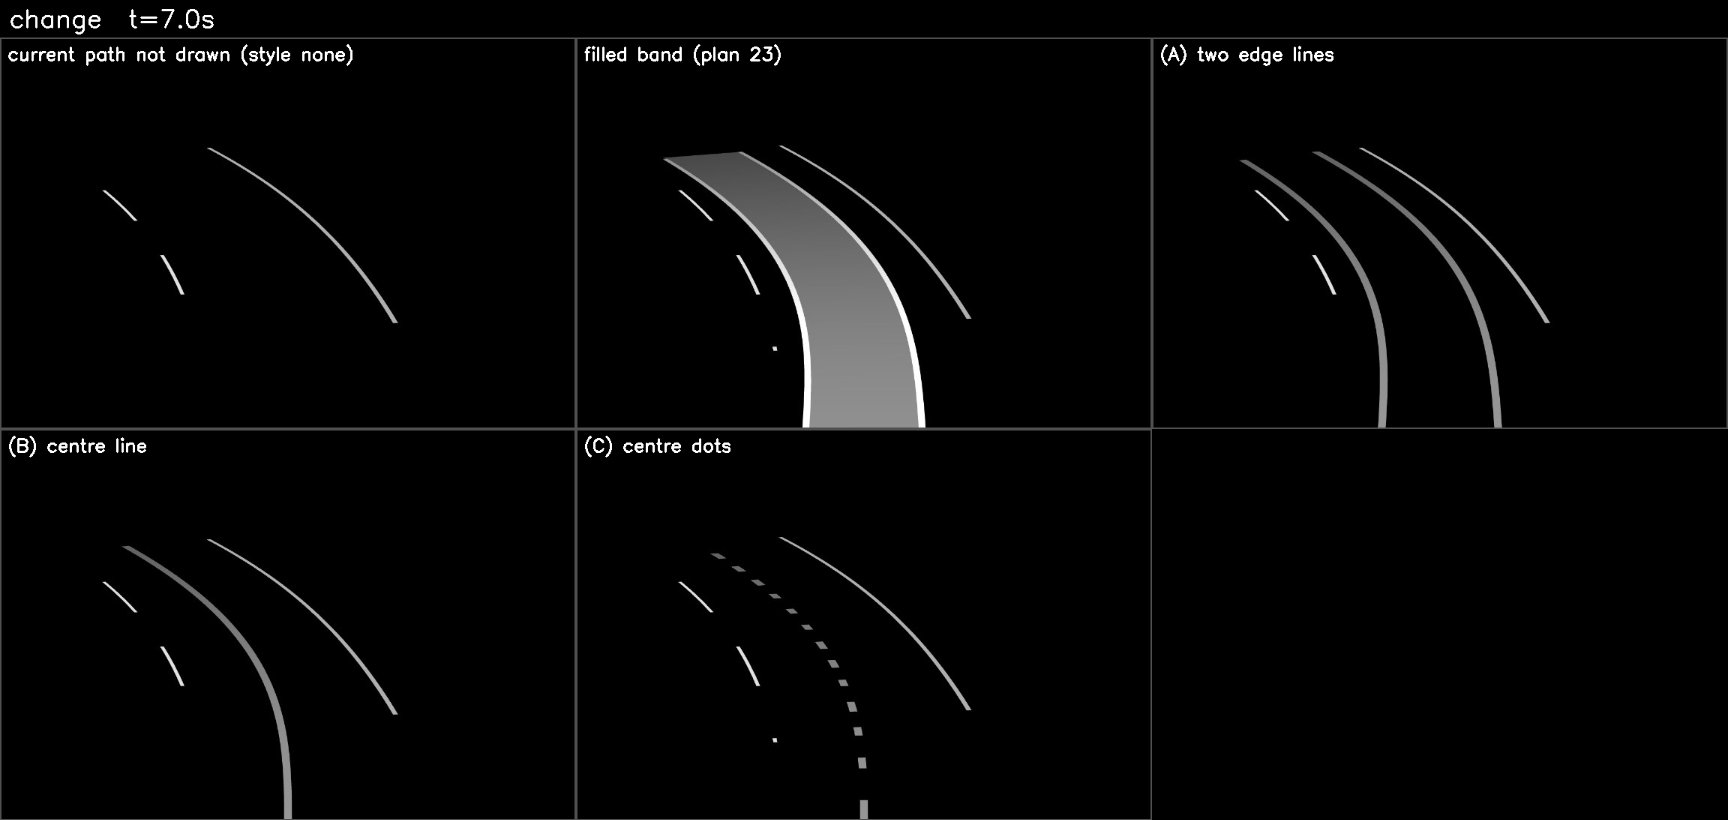 change t=7.0s
current path not drawn (style none)
filled band (plan 23)
(A) two edge lines
(B) centre line
(C) centre dots